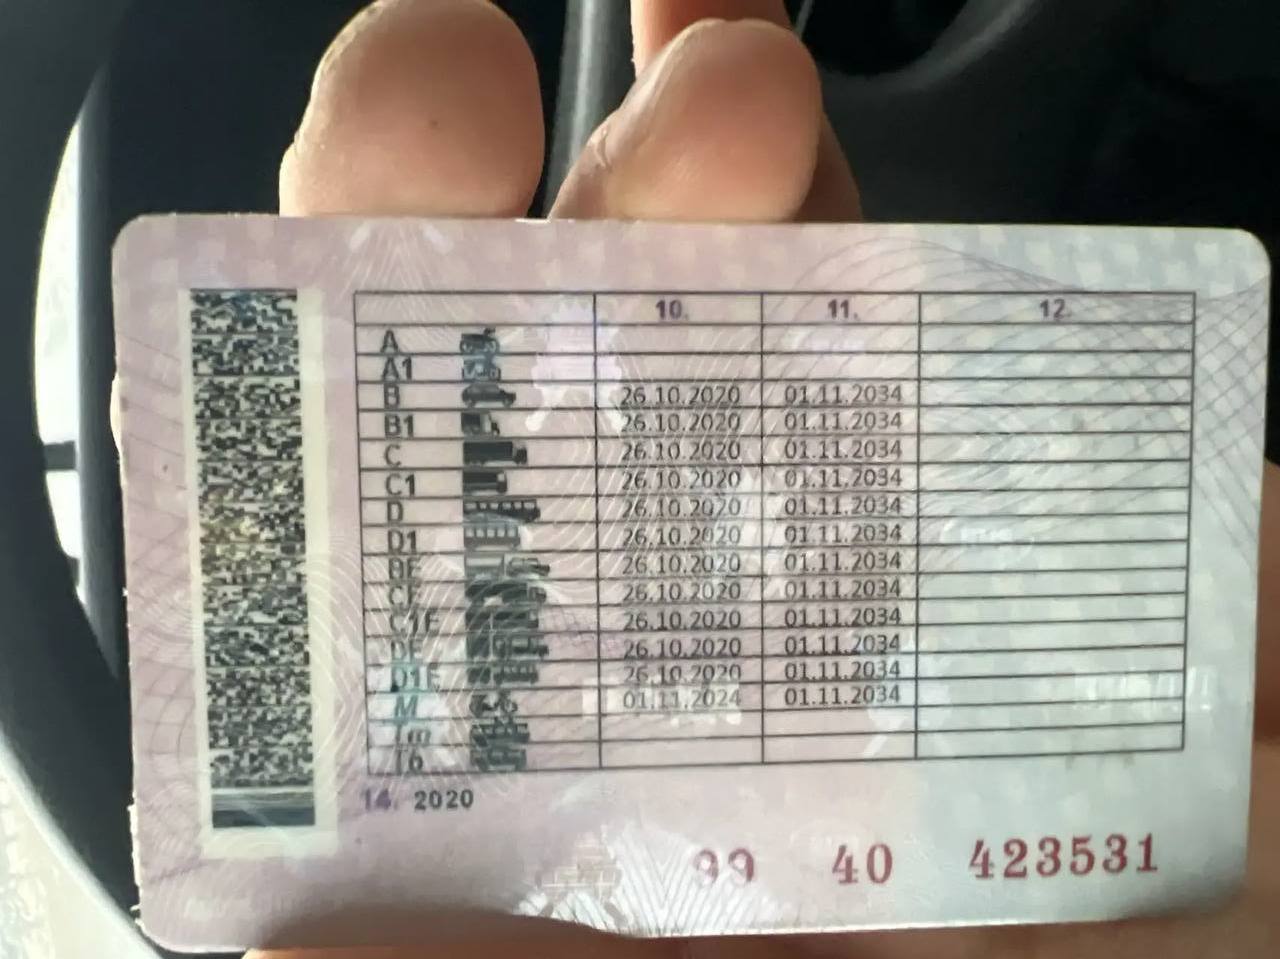 10. 11. 12.
A
A1
B 26.10.2020 01.11.2034
B1 26.10.2020 01.11.2034
C 26.10.2020 01.11.2034
C1 26.10.2020 01.11.2034
D 26.10.2020 01.11.2034
D1 26.10.2020 01.11.2034
BE 26.10.2020 01.11.2034
CE 26.10.2020 01.11.2034
C1E 26.10.2020 01.11.2034
DE 26.10.2020 01.11.2034
D1E 26.10.2020 01.11.2034
M 01.11.2024 01.11.2034
Tm
Tb
14. 2020
99 40 423531